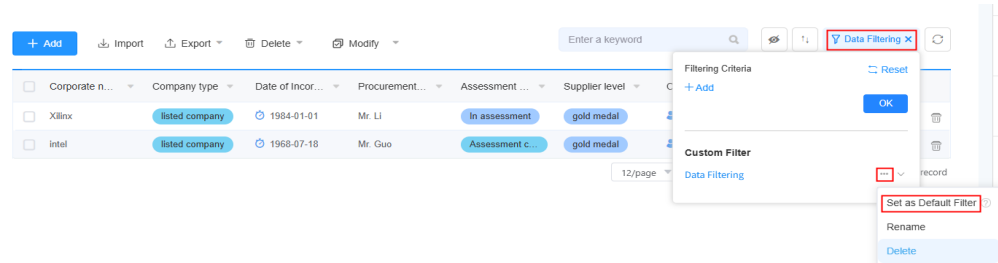 + Add Import Export Delete Modify Enter a keyword Data Filtering ×
Corporate n... Company type Date of Incor... Procurement... Assessment ... Supplier level
Xilinx listed company 1984-01-01 Mr. Li In assessment gold medal
intel listed company 1968-07-18 Mr. Guo Assessment c... gold medal
12/page
record
Filtering Criteria Reset
+ Add
OK
Custom Filter
Data Filtering ...
Set as Default Filter
Rename
Delete